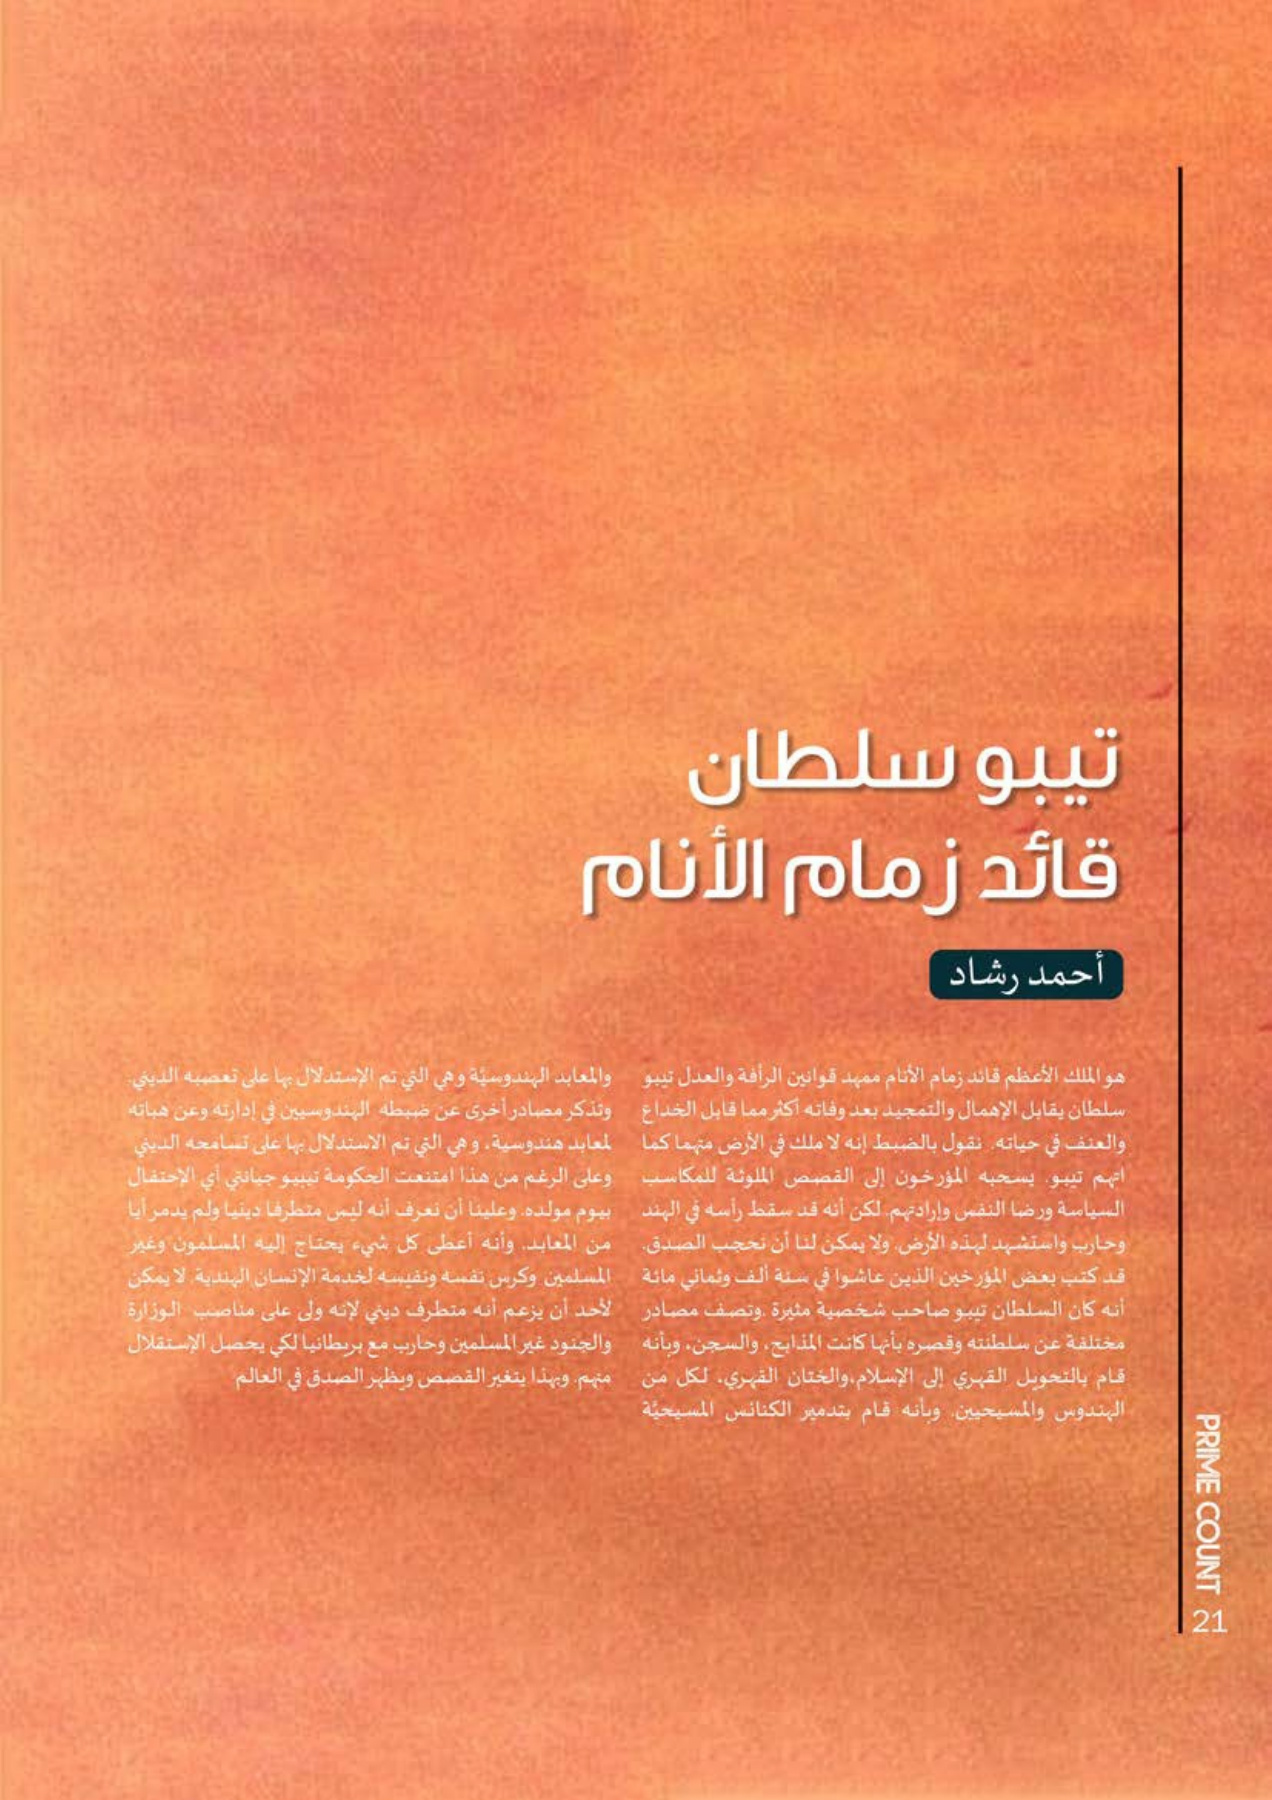 تيبو سلطان
قائد زمام الأنام
أحمد رشاد
هو الملك الأعظم قائد زمام الأنام ممهد قوانين الرأفة والعدل تيبو
سلطان يقابل الإهمال والتمجيد بعد وفاته أكثر مما قابل الخداع
والعنف في حياته. نقول بالضبط إنه لا ملك في الأرض متهما كما
اتهم تيبو. يسحبه المؤرخون إلى القصص الملوثة للمكاسب
السياسة ورضا النفس وإرادتهم. لكن أنه قد سقط رأسه في الهند
وحارب واستشهد لهذه الأرض. ولا يمكن لنا أن نحجب الصدق.
قد كتب بعض المؤرخين الذين عاشوا في سنة ألف وثماني مائة
أنه كان السلطان تيبو صاحب شخصية مثيرة .وتصف مصادر
مختلفة عن سلطنته وقصره بأنها كانت المذابح، والسجن، وبأنه
قام بالتحويل القهري إلى الإسلام،والختان القهري، لكل من
الهندوس والمسيحيين. وبأنه قام بتدمير الكنائس المسيحيّة
والمعابد الهندوسيّة وهي التي تم الإستدلال بها على تعصبه الديني.
وتذكر مصادر أخرى عن ضبطه الهندوسيين في إدارته وعن هباته
لمعابد هندوسية، وهي التي تم الاستدلال بها على تسامحه الديني
وعلى الرغم من هذا امتنعت الحكومة تيببو جيانتي أي الإحتفال
بيوم مولده. وعلينا أن نعرف أنه ليس متطرفا دينيا ولم يدمر أيا
من المعابد. وأنه أعطى كل شيء يحتاج إليه المسلمون وغير
المسلمين وكرس نفسه ونفيسه لخدمة الإنسان الهندية. لا يمكن
لأحد أن يزعم أنه متطرف ديني لإنه ولى على مناصب الوزارة
والجنود غير المسلمين وحارب مع بريطانيا لكي يحصل الإستقلال
منهم. وبهذا يتغير القصص ويظهر الصدق في العالم
PRIME COUNT
21